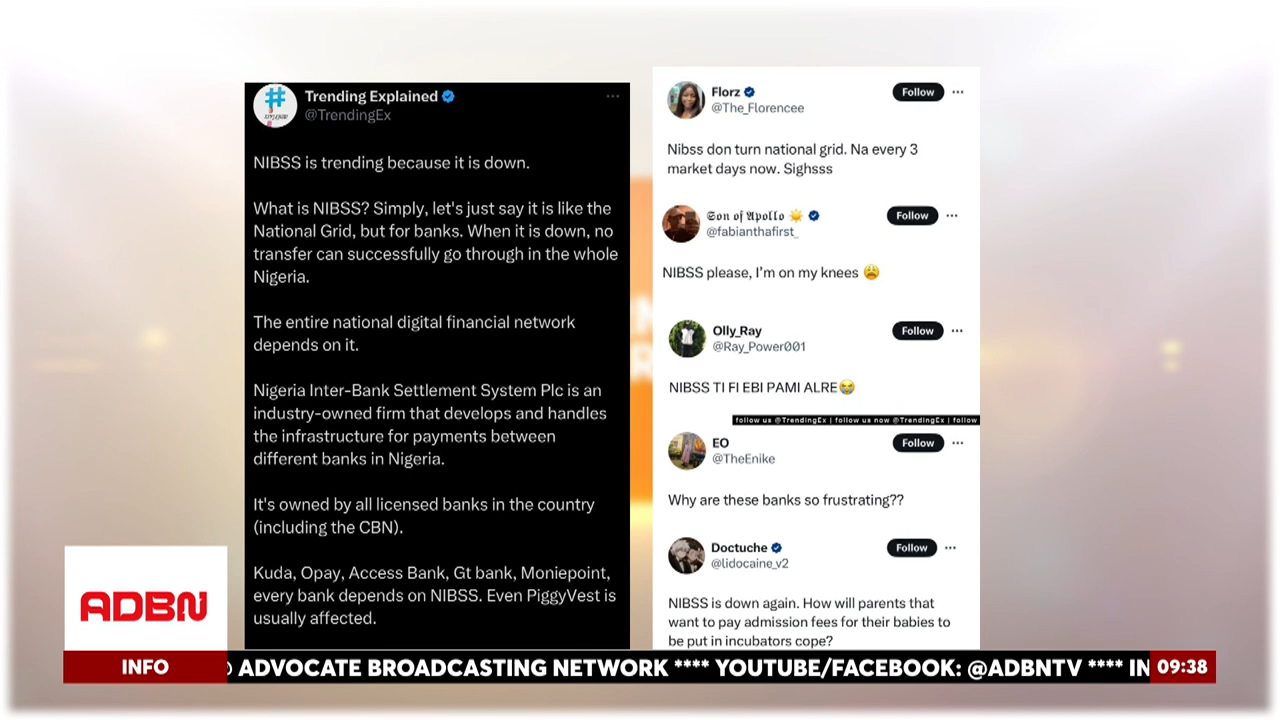 Trending Explained
@TrendingEx
NIBSS is trending because it is down.
What is NIBSS? Simply, let's just say it is like the
National Grid, but for banks. When it is down, no
transfer can successfully go through in the whole
Nigeria.
The entire national digital financial network
depends on it.
Nigeria Inter-Bank Settlement System Plc is an
industry-owned firm that develops and handles
the infrastructure for payments between
different banks in Nigeria.
It's owned by all licensed banks in the country
(including the CBN).
Kuda, Opay, Access Bank, Gt bank, Moniepoint,
every bank depends on NIBSS. Even PiggyVest is
usually affected.
Florz
Follow
@The_Florencee
Nibss don turn national grid. Na every 3
market days now. Sighsss
𝕾𝖔𝖓 𝖔𝖋 𝕬𝖕𝖔𝖑𝖑𝖔 ☀️
Follow
@fabianthafirst_
NIBSS please, I'm on my knees 😩
Olly_Ray
Follow
@Ray_Power001
NIBSS TI FI EBI PAMI ALRE😭
follow us @TrendingEx | follow us now @TrendingEx | follow
EO
Follow
@TheEnike
Why are these banks so frustrating??
Doctuche
Follow
@lidocaine_v2
NIBSS is down again. How will parents that
want to pay admission fees for their babies to
be put in incubators cope?
ADBN
INFO
ADVOCATE BROADCASTING NETWORK **** YOUTUBE/FACEBOOK: @ADBNTV **** IN
09:38